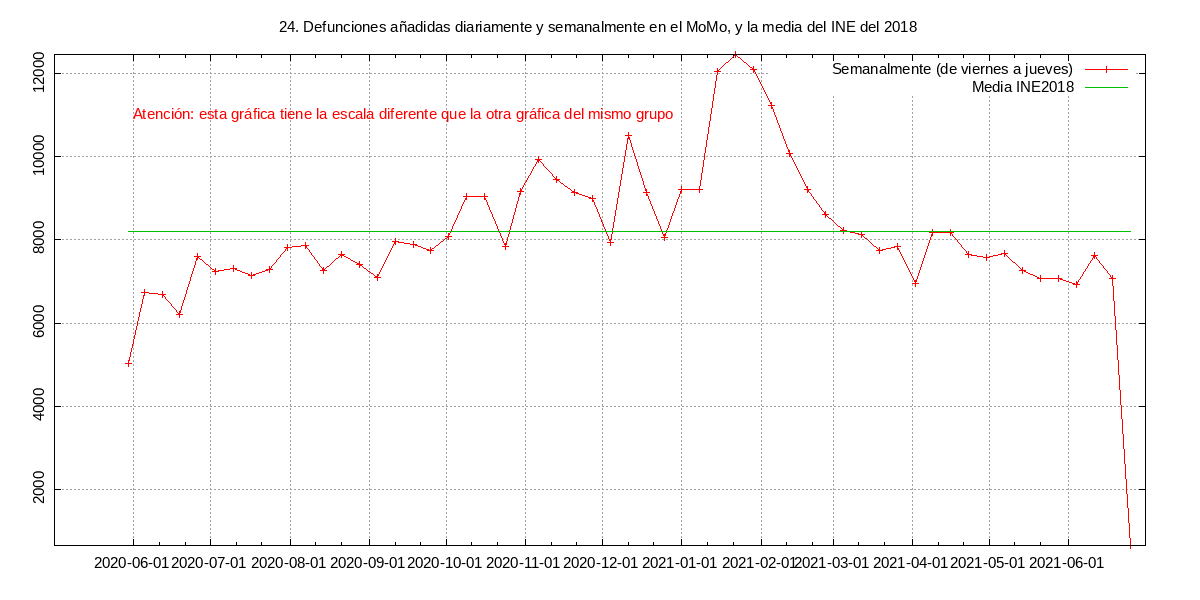 24. Defunciones añadidas diariamente y semanalmente en el MoMo, y la media del INE del 2018
Semanalmente (de viernes a jueves)
Media INE2018
Atención: esta gráfica tiene la escala diferente que la otra gráfica del mismo grupo
12000
10000
8000
6000
4000
2000
2020-06-01 2020-07-01 2020-08-01 2020-09-01 2020-10-01 2020-11-01 2020-12-01 2021-01-01 2021-02-01 2021-03-01 2021-04-01 2021-05-01 2021-06-01